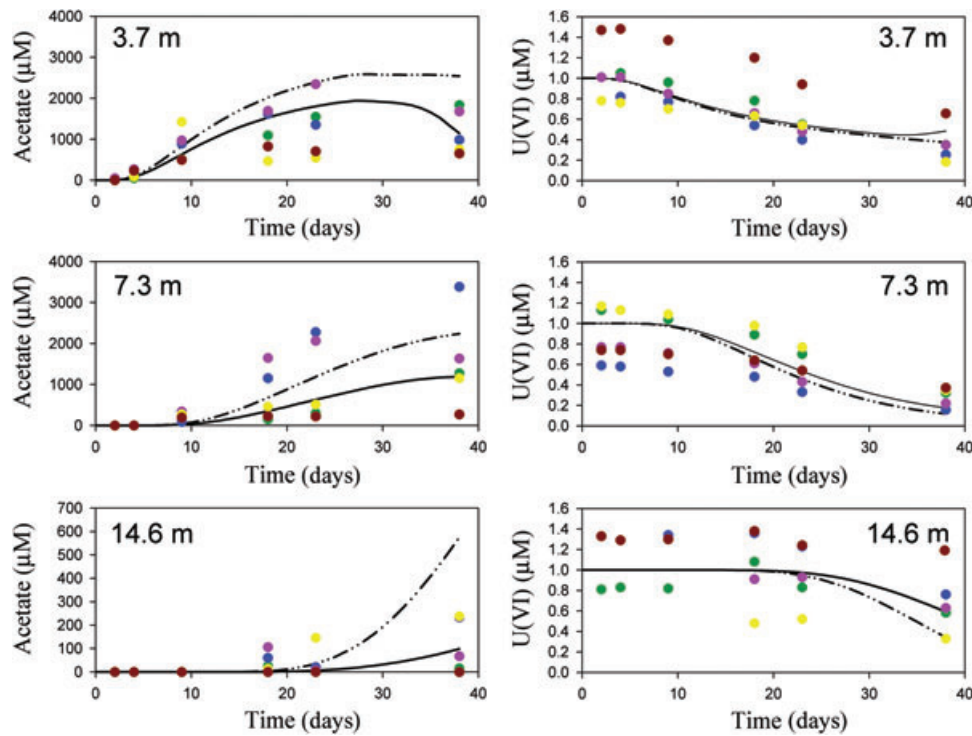 4000
3000
2000
1000
0
Acetate (µM)
3.7 m
0 10 20 30 40
Time (days)
1.6
1.4
1.2
1.0
0.8
0.6
0.4
0.2
0.0
U(VI) (µM)
3.7 m
0 10 20 30 40
Time (days)
4000
3000
2000
1000
0
Acetate (µM)
7.3 m
0 10 20 30 40
Time (days)
1.6
1.4
1.2
1.0
0.8
0.6
0.4
0.2
0.0
U(VI) (µM)
7.3 m
0 10 20 30 40
Time (days)
700
600
500
400
300
200
100
0
Acetate (µM)
14.6 m
0 10 20 30 40
Time (days)
1.6
1.4
1.2
1.0
0.8
0.6
0.4
0.2
0.0
U(VI) (µM)
14.6 m
0 10 20 30 40
Time (days)